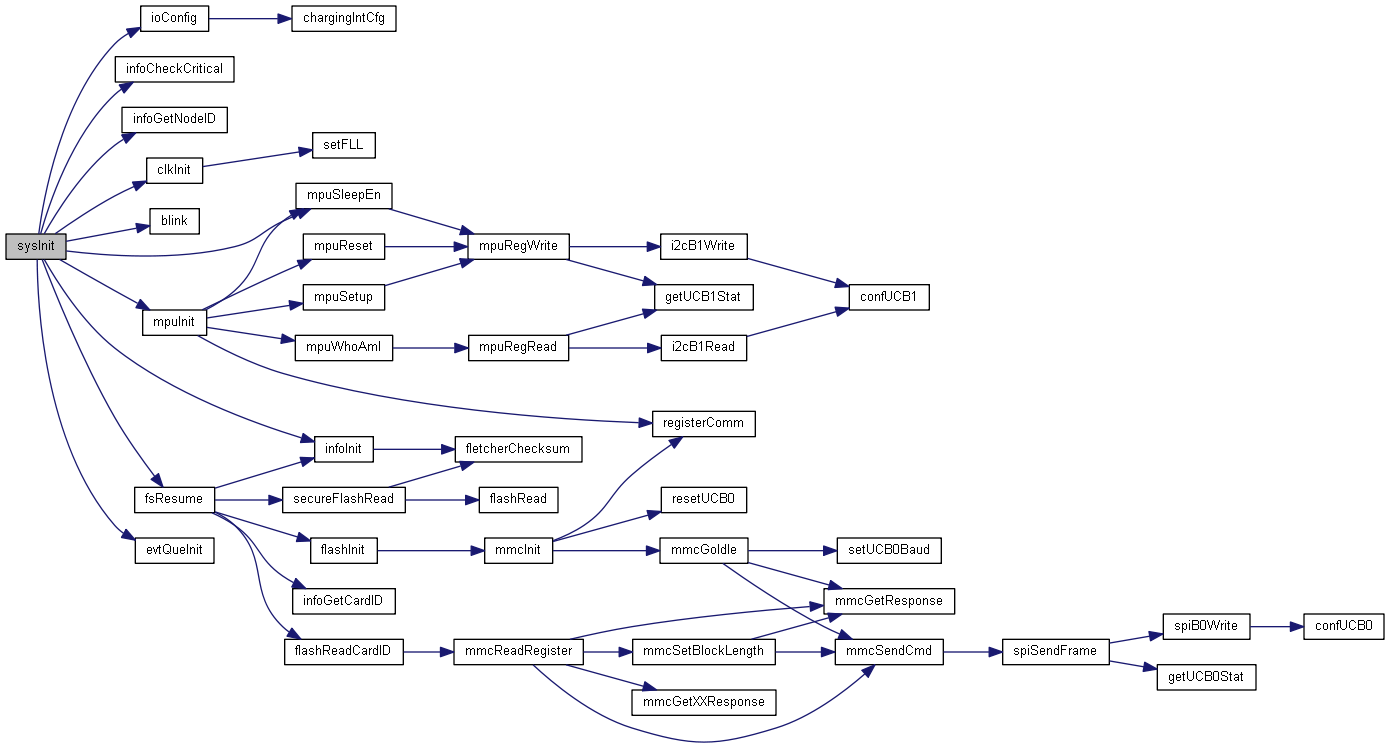 ioConfig
chargingIntCfg
infoCheckCritical
infoGetNodeID
setFLL
clkInit
mpuSleepEn
blink
sysInit
mpuReset
mpuRegWrite
i2cB1Write
mpuSetup
getUCB1Stat
confUCB1
mpuInit
mpuWhoAmI
mpuRegRead
i2cB1Read
registerComm
infoInit
fletcherChecksum
fsResume
secureFlashRead
flashRead
resetUCB0
evtQueInit
flashInit
mmcInit
mmcGoIdle
setUCB0Baud
infoGetCardID
mmcGetResponse
spiB0Write
confUCB0
flashReadCardID
mmcReadRegister
mmcSetBlockLength
mmcSendCmd
spiSendFrame
getUCB0Stat
mmcGetXXResponse